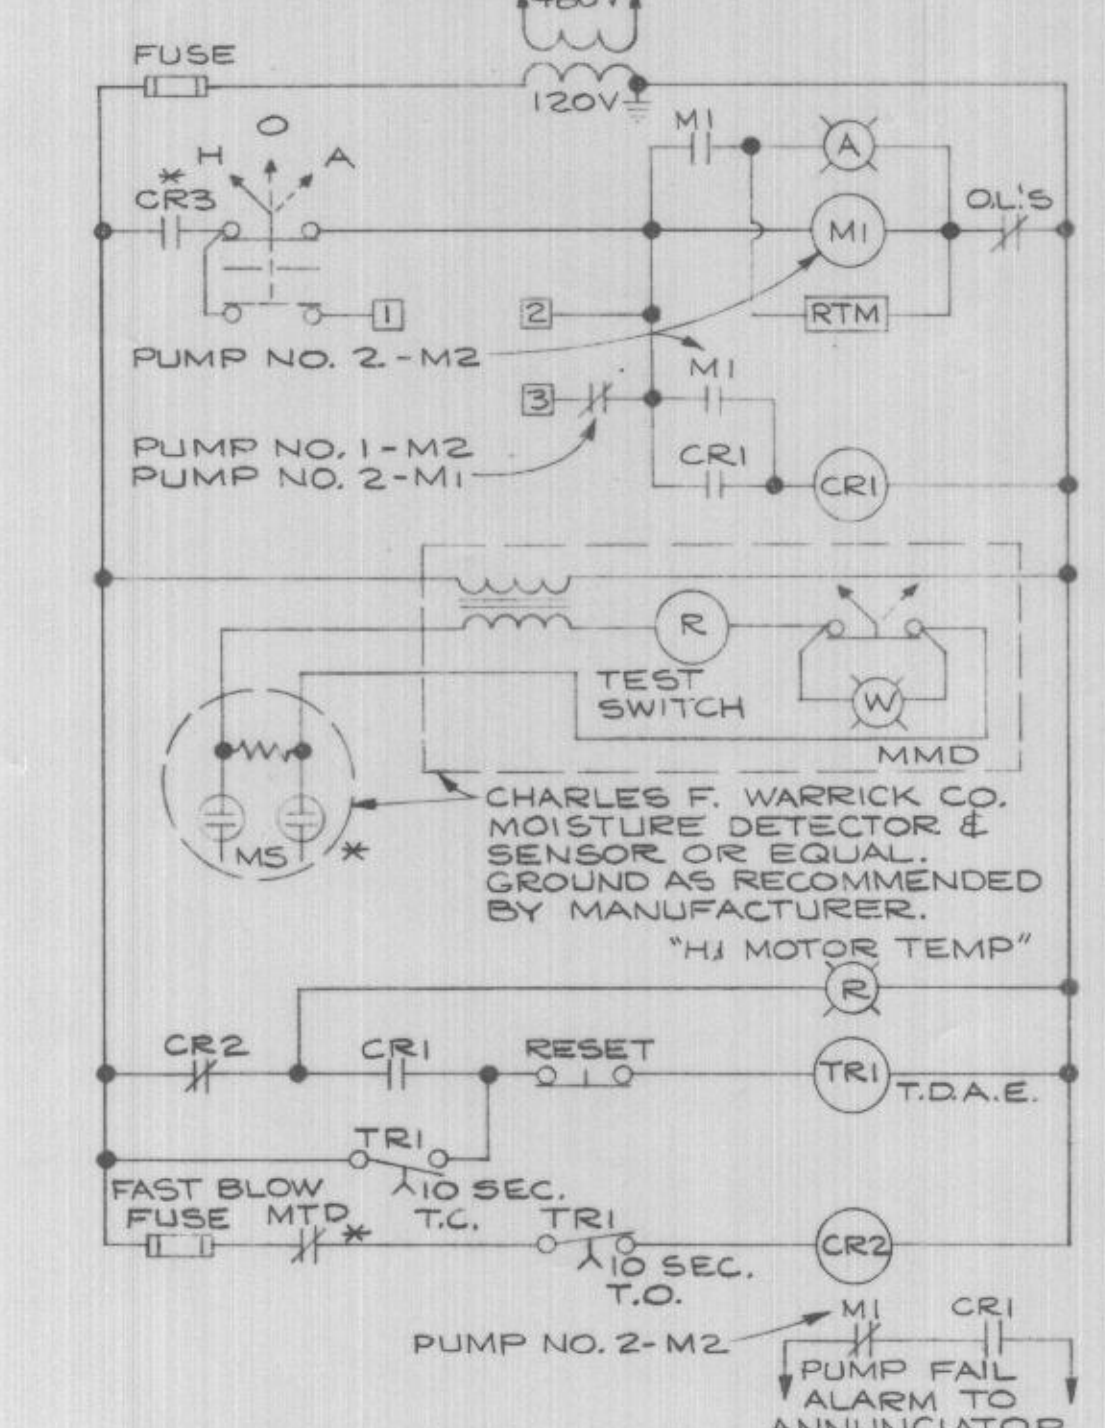 480V
FUSE
120V
O
H
A
M1
A
*
CR3
O.L.'S
M1
1
2
RTM
PUMP NO. 2.-M2
M1
3
PUMP NO. 1-M2
PUMP NO. 2-M1
CR1
CR1
R
TEST
SWITCH
W
MMD
CHARLES F. WARRICK CO.
MOISTURE DETECTOR &
SENSOR OR EQUAL.
GROUND AS RECOMMENDED
BY MANUFACTURER.
MS
*
"HI MOTOR TEMP"
R
CR2
CR1
RESET
TR1
T.D.A.E.
TR1
10 SEC.
T.C.
FAST BLOW
FUSE
MTD
*
TR1
10 SEC.
T.O.
CR2
M1
CR1
PUMP NO. 2-M2
PUMP FAIL
ALARM TO
ANNUNCIATOR